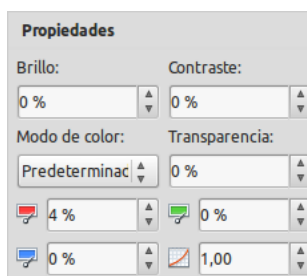 Propiedades
Brillo: Contraste:
0 % 0 %
Modo de color: Transparencia:
Predeterminac 0 %
4 % 0 %
0 % 1,00